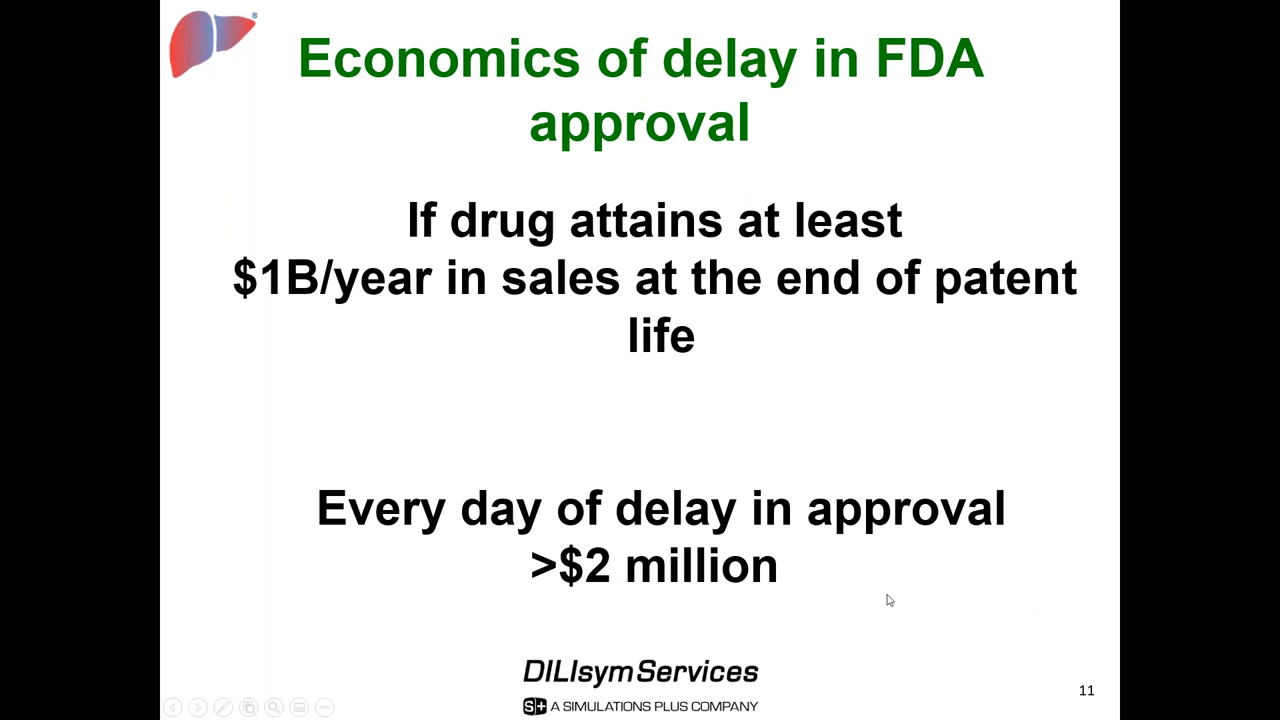 Economics of delay in FDA
approval
If drug attains at least
$1B/year in sales at the end of patent
life
Every day of delay in approval
>$2 million
DILIsym Services
S+ A SIMULATIONS PLUS COMPANY
11